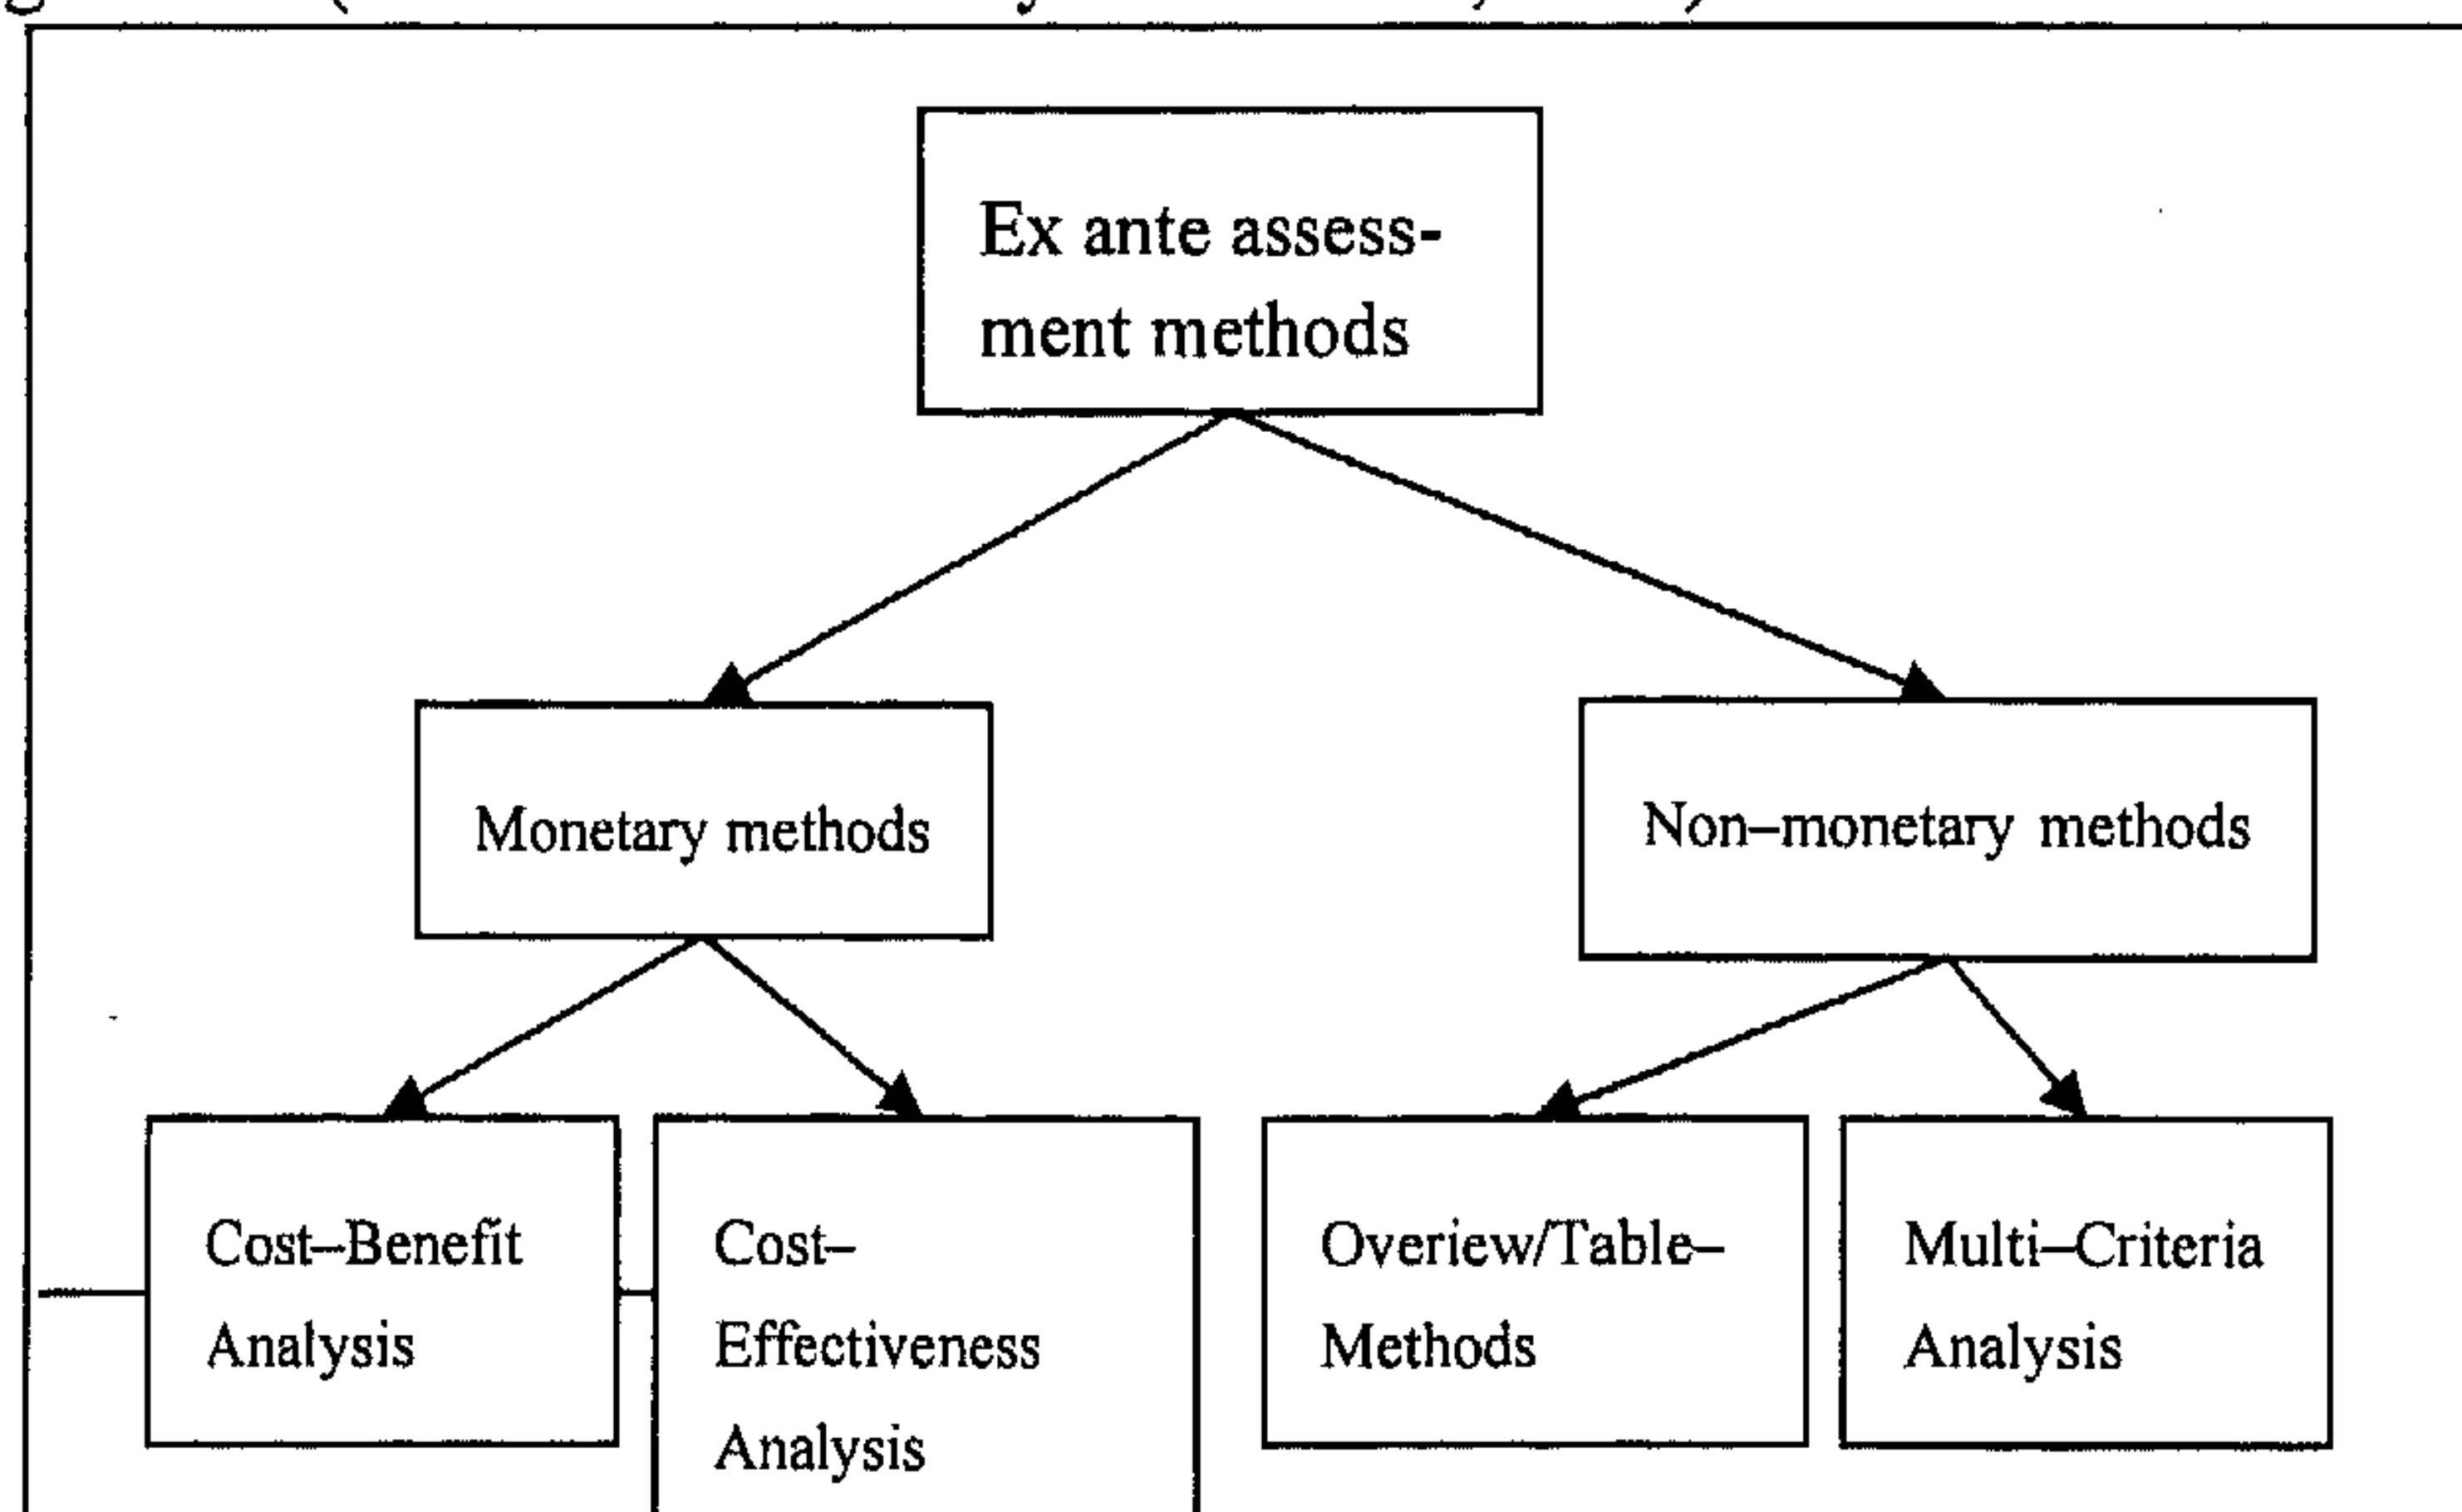 Ex ante assess-
ment methods
Monetary methods
Non–monetary methods
Cost–Benefit
Analysis
Cost–
Effectiveness
Analysis
Overiew/Table–
Methods
Multi–Criteria
Analysis